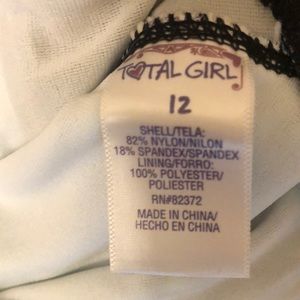 TOTAL GIRL
12
SHELL/TELA:
82% NYLON/NILON
18% SPANDEX/SPANDEX
LINING/FORRO:
100% POLYESTER/
POLIESTER
RN#82372
MADE IN CHINA/
HECHO EN CHINA